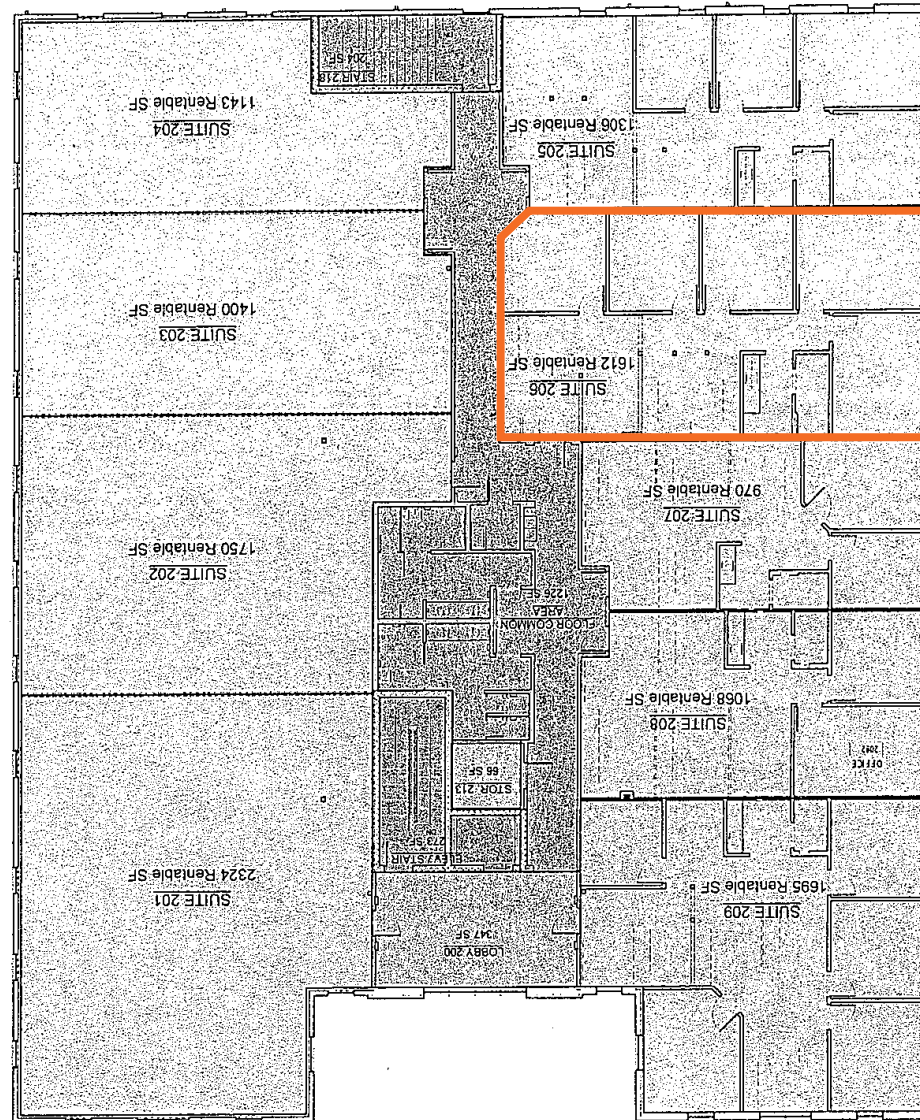 LOBBY 200
347 SF
SUITE 209
1695 Rentable SF
SUITE 201
2324 Rentable SF
ELEV./STAIR
273 SF
STOR. 213
66 SF
OFFICE
SUITE 208
1068 Rentable SF
FLOOR COMMON
AREA
1226 SF
SUITE 202
1750 Rentable SF
SUITE 207
970 Rentable SF
SUITE 206
1612 Rentable SF
SUITE 203
1400 Rentable SF
SUITE 205
1306 Rentable SF
SUITE 204
1143 Rentable SF
STAIR 218
204 SF